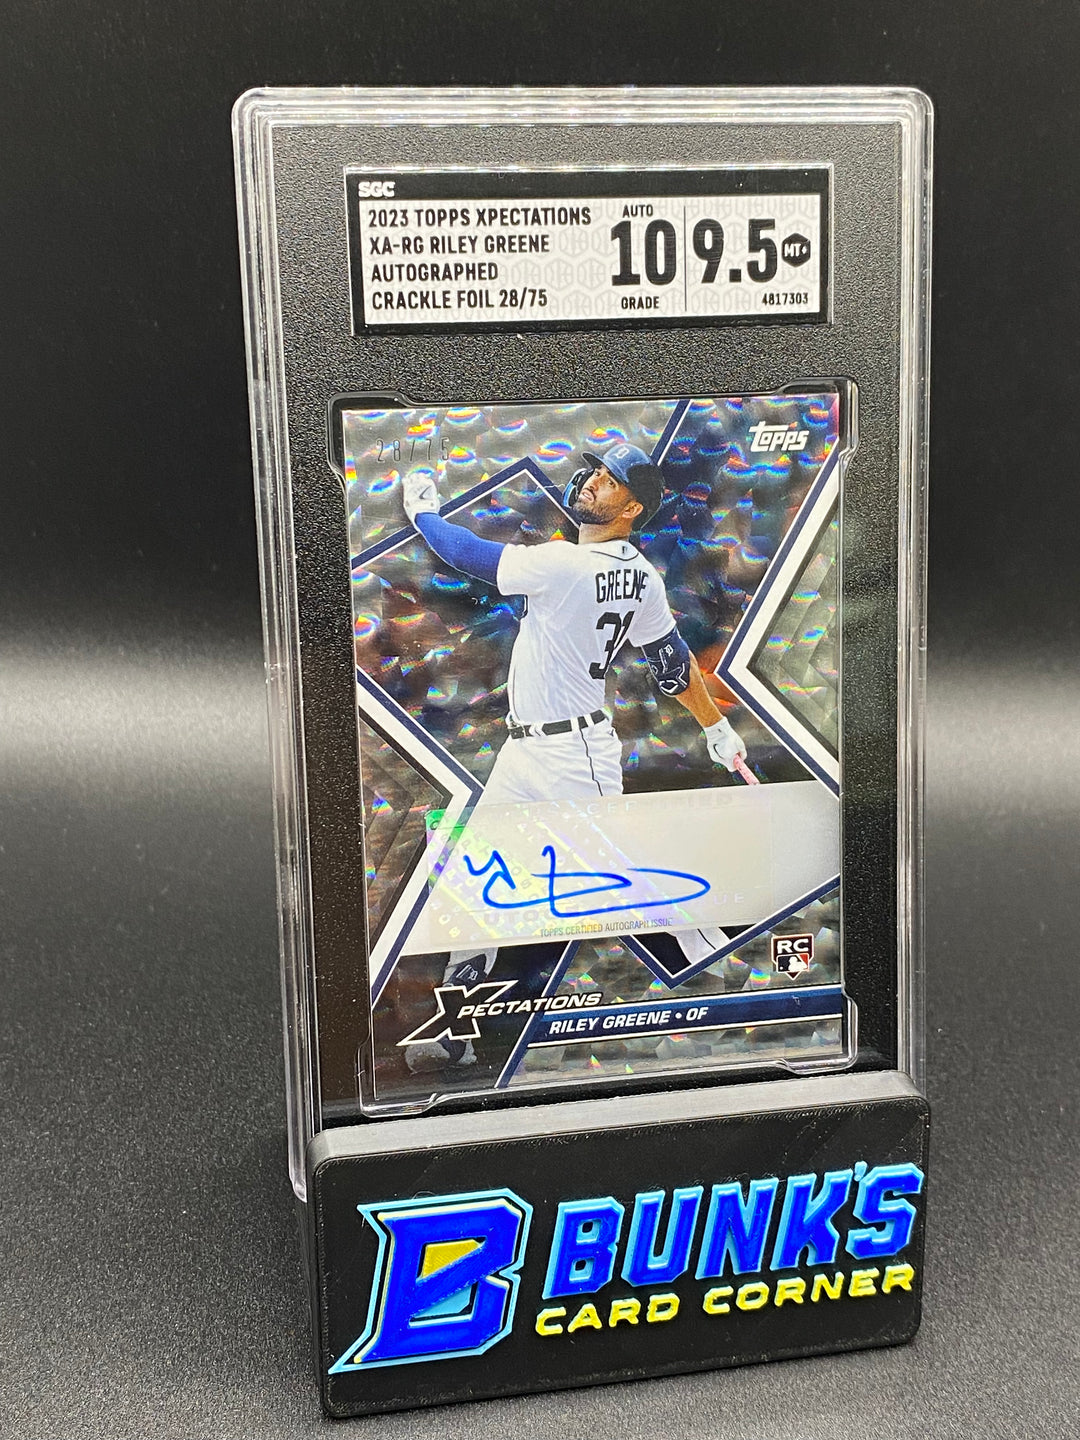 SGC
2023 TOPPS XPECTATIONS
XA-RG RILEY GREENE
AUTOGRAPHED
CRACKLE FOIL 28/75
AUTO
10
GRADE
9.5
MT+
4817303
28/75
topps
D
GREENE
31
TOPPS CERTIFIED AUTOGRAPH ISSUE
RC
XPECTATIONS
RILEY GREENE • OF
B
BUNK'S
CARD CORNER